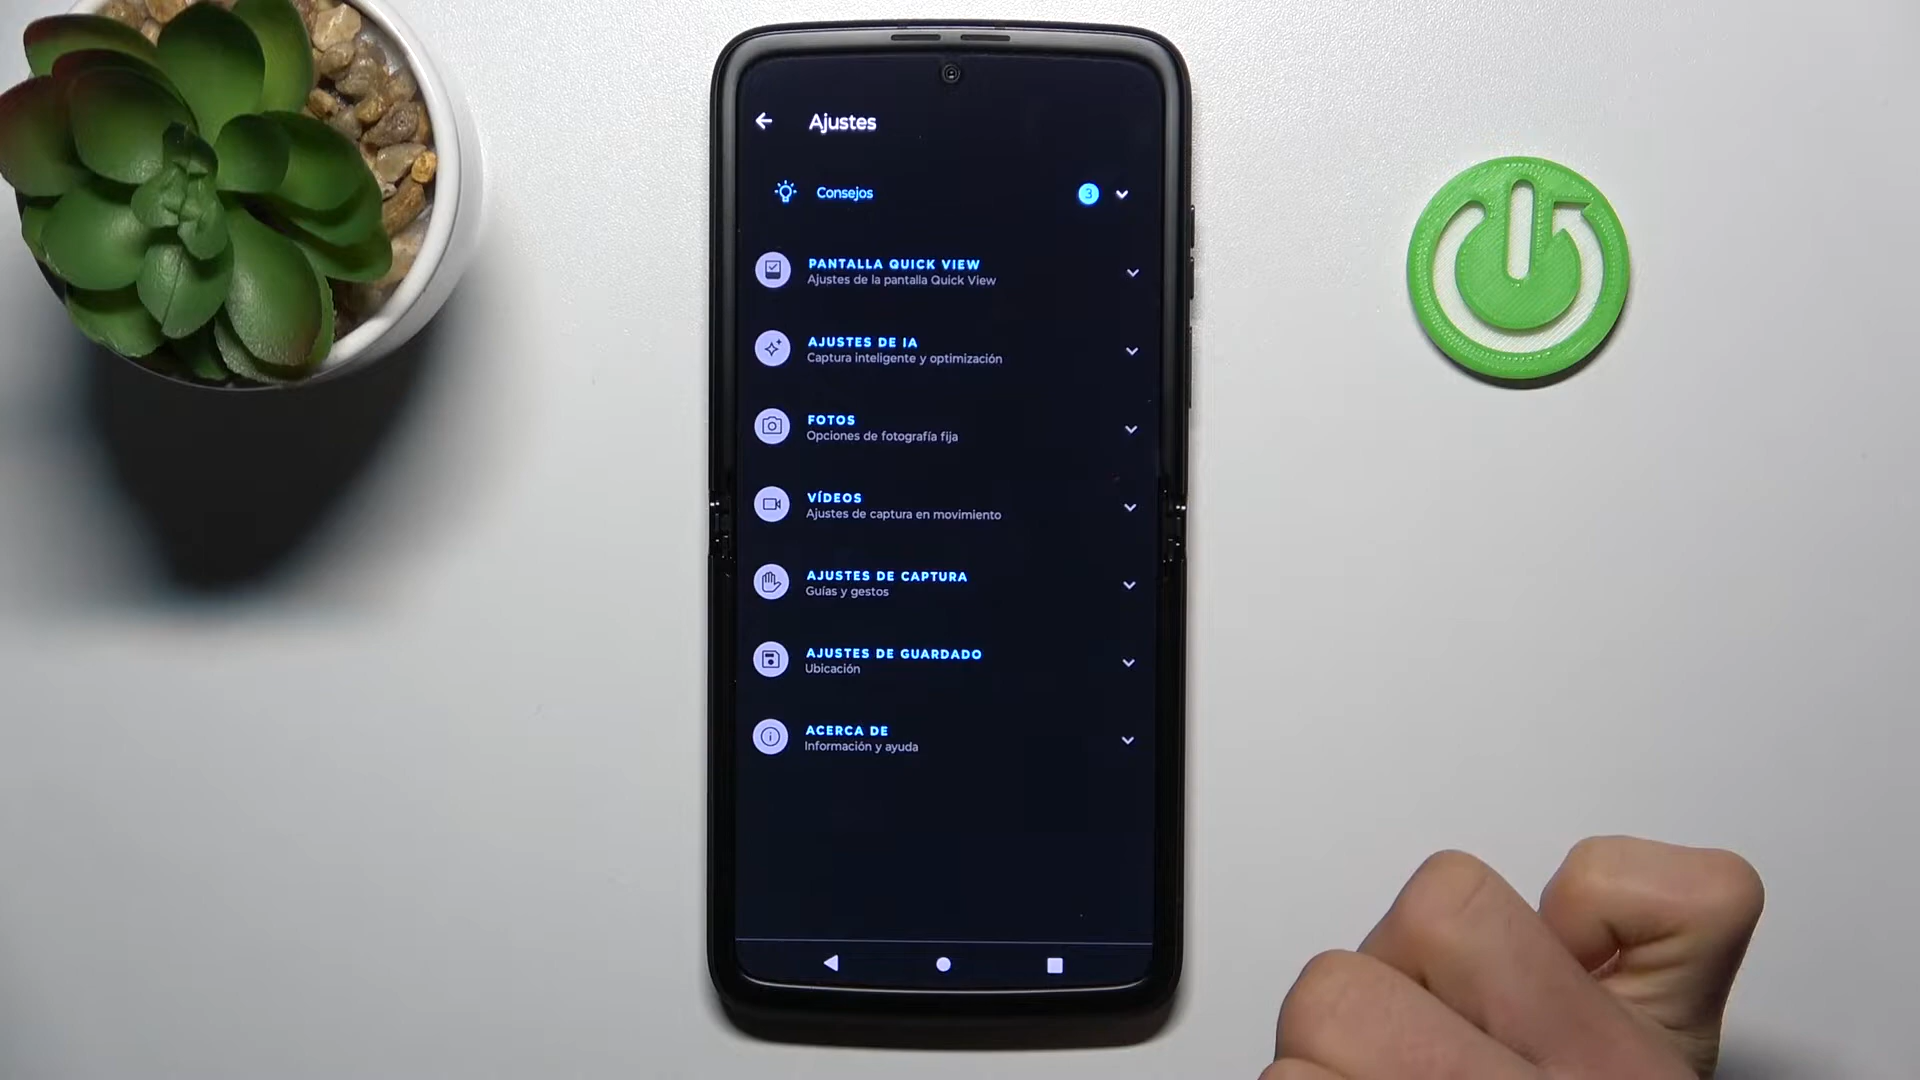 Ajustes
Consejos
3
PANTALLA QUICK VIEW
Ajustes de la pantalla Quick View
AJUSTES DE IA
Captura inteligente y optimización
FOTOS
Opciones de fotografía fija
VÍDEOS
Ajustes de captura en movimiento
AJUSTES DE CAPTURA
Guías y gestos
AJUSTES DE GUARDADO
Ubicación
ACERCA DE
Información y ayuda